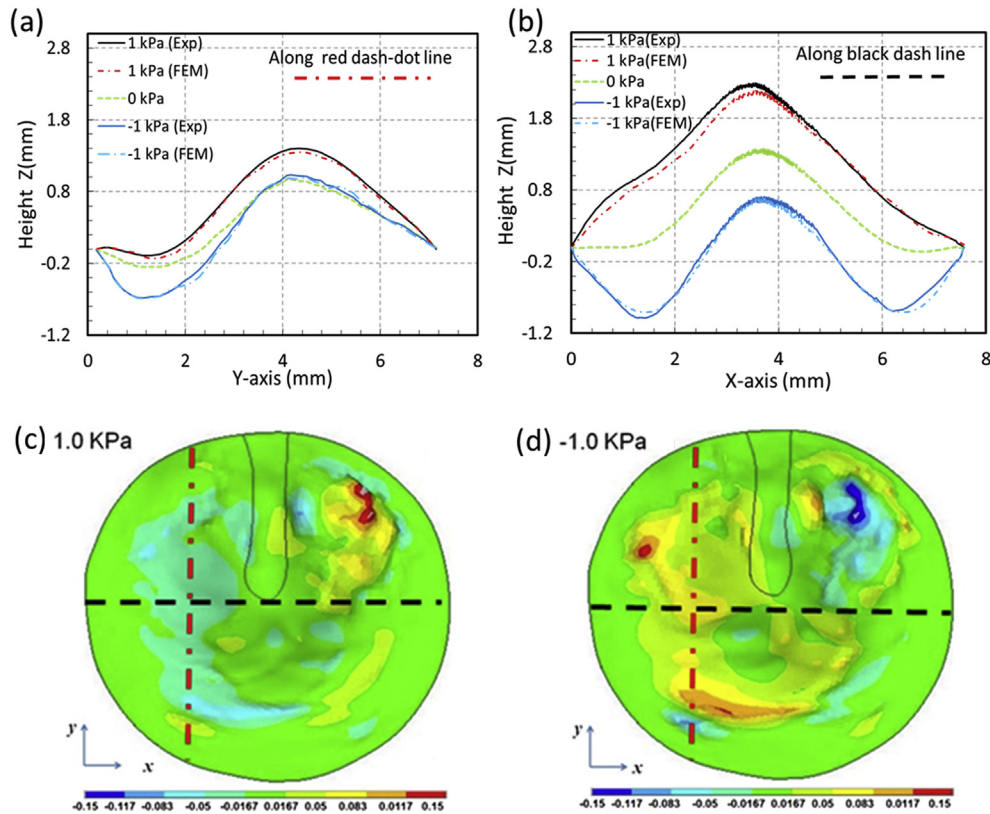 (a)
2.8
1.8
0.8
-0.2
-1.2
Height Z(mm)
1 kPa (Exp)
1 kPa (FEM)
0 kPa
-1 kPa (Exp)
-1 kPa (FEM)
Along red dash-dot line
0 2 4 6 8
Y-axis (mm)
(b)
2.8
1.8
0.8
-0.2
-1.2
Height Z(mm)
1 kPa(Exp)
1 kPa(FEM)
0 kPa
-1 kPa(Exp)
-1 kPa(FEM)
Along black dash line
0 2 4 6 8
X-axis (mm)
(c) 1.0 KPa
y
x
-0.15 -0.117 -0.083 -0.05 -0.0167 0.0167 0.05 0.083 0.0117 0.15
(d) -1.0 KPa
y
x
-0.15 -0.117 -0.083 -0.05 -0.0167 0.0167 0.05 0.083 0.0117 0.15